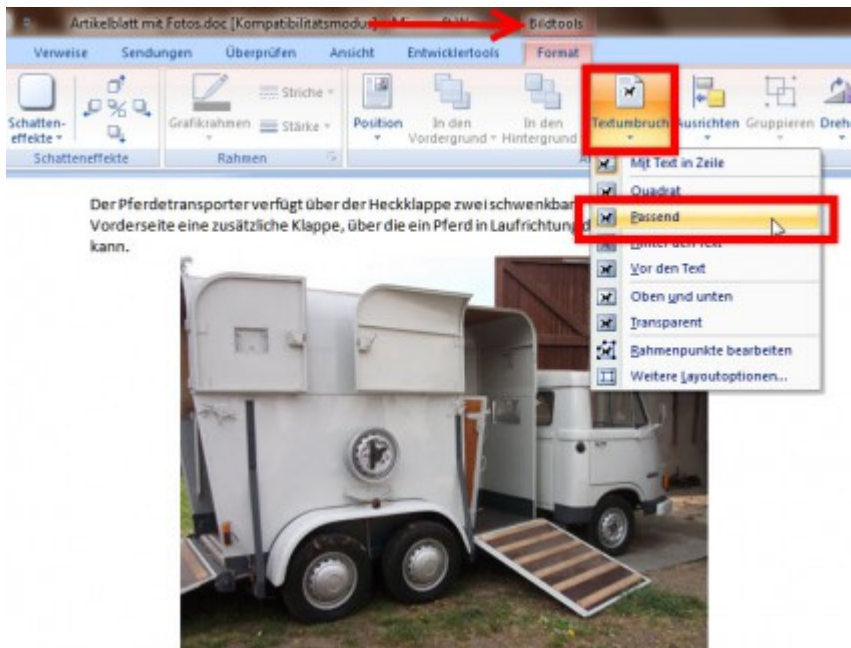 Artikelblatt mit Fotos.doc [Kompatibilitätsmodus]
Bildtools
Verweise Sendungen Überprüfen Ansicht Entwicklertools Format
Striche
Schatten-
effekte
Grafikrahmen
Stärke
Position
In den
Vordergrund
In den
Hintergrund
Textumbruch
Ausrichten
Gruppieren
Schatteneffekte
Rahmen
Mit Text in Zeile
Quadrat
Passend
Hinter den Text
Vor den Text
Oben und unten
Transparent
Rahmenpunkte bearbeiten
Weitere Layoutoptionen...
Der Pferdetransporter verfügt über der Heckklappe zwei
Vorderseite eine zusätzliche Klappe, über die ein Pferd in Laufrichtung
kann.